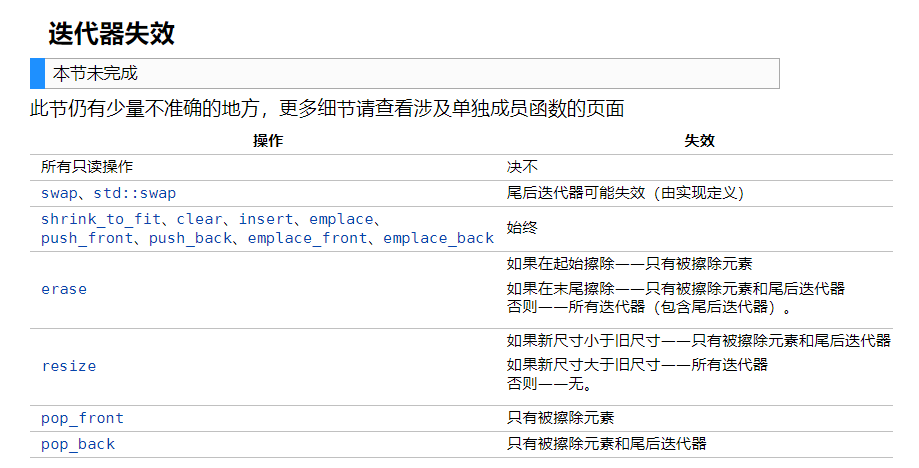 迭代器失效
本节未完成
此节仍有少量不准确的地方，更多细节请查看涉及单独成员函数的页面
操作 失效
所有只读操作 决不
swap、std::swap 尾后迭代器可能失效（由实现定义）
shrink_to_fit、clear、insert、emplace、
push_front、push_back、emplace_front、emplace_back 始终
erase 如果在起始擦除——只有被擦除元素
如果在末尾擦除——只有被擦除元素和尾后迭代器
否则——所有迭代器（包含尾后迭代器）。
resize 如果新尺寸小于旧尺寸——只有被擦除元素和尾后迭代器
如果新尺寸大于旧尺寸——所有迭代器
否则——无。
pop_front 只有被擦除元素
pop_back 只有被擦除元素和尾后迭代器